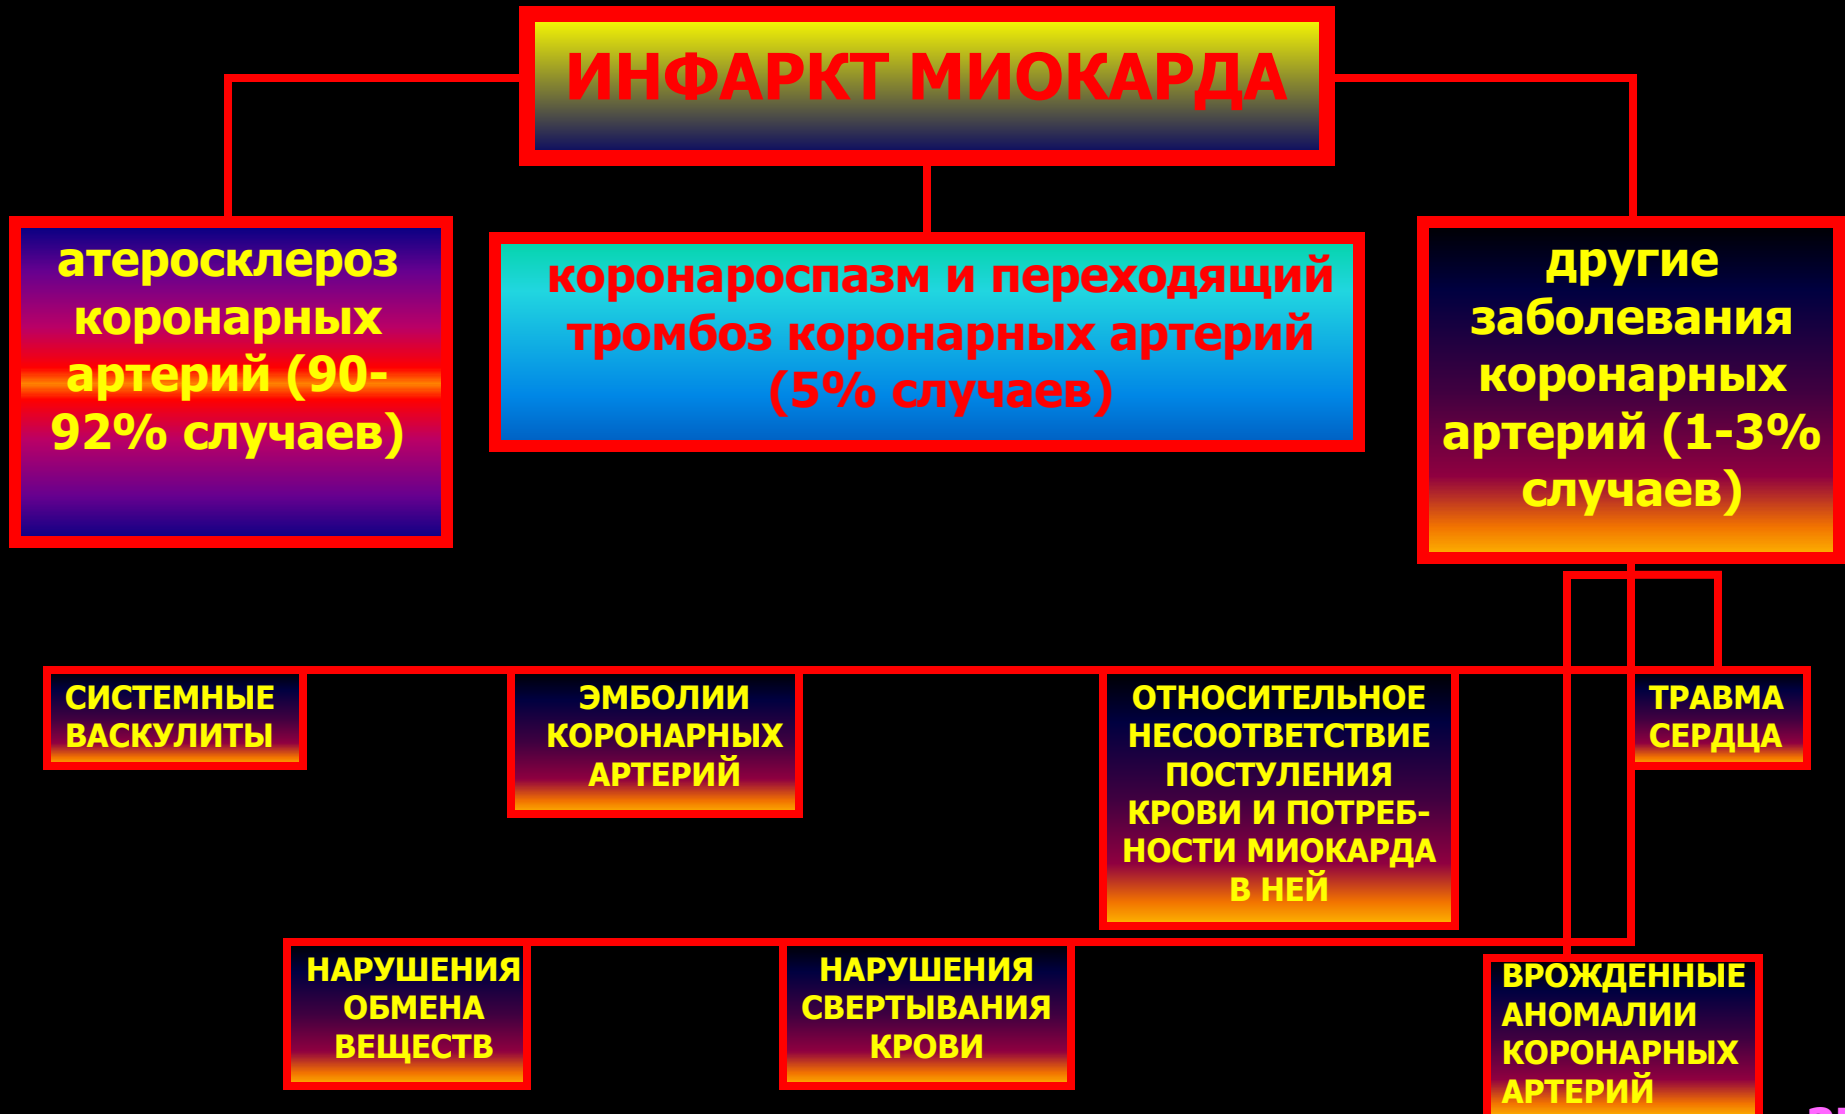 ИНФАРКТ МИОКАРДА
атеросклероз
коронарных
артерий (90-
92% случаев)
коронароспазм и переходящий
тромбоз коронарных артерий
(5% случаев)
другие
заболевания
коронарных
артерий (1-3%
случаев)
СИСТЕМНЫЕ
ВАСКУЛИТЫ
ЭМБОЛИИ
КОРОНАРНЫХ
АРТЕРИЙ
ОТНОСИТЕЛЬНОЕ
НЕСООТВЕТСТВИЕ
ПОСТУЛЕНИЯ
КРОВИ И ПОТРЕБ-
НОСТИ МИОКАРДА
В НЕЙ
ТРАВМА
СЕРДЦА
НАРУШЕНИЯ
ОБМЕНА
ВЕЩЕСТВ
НАРУШЕНИЯ
СВЕРТЫВАНИЯ
КРОВИ
ВРОЖДЕННЫЕ
АНОМАЛИИ
КОРОНАРНЫХ
АРТЕРИЙ